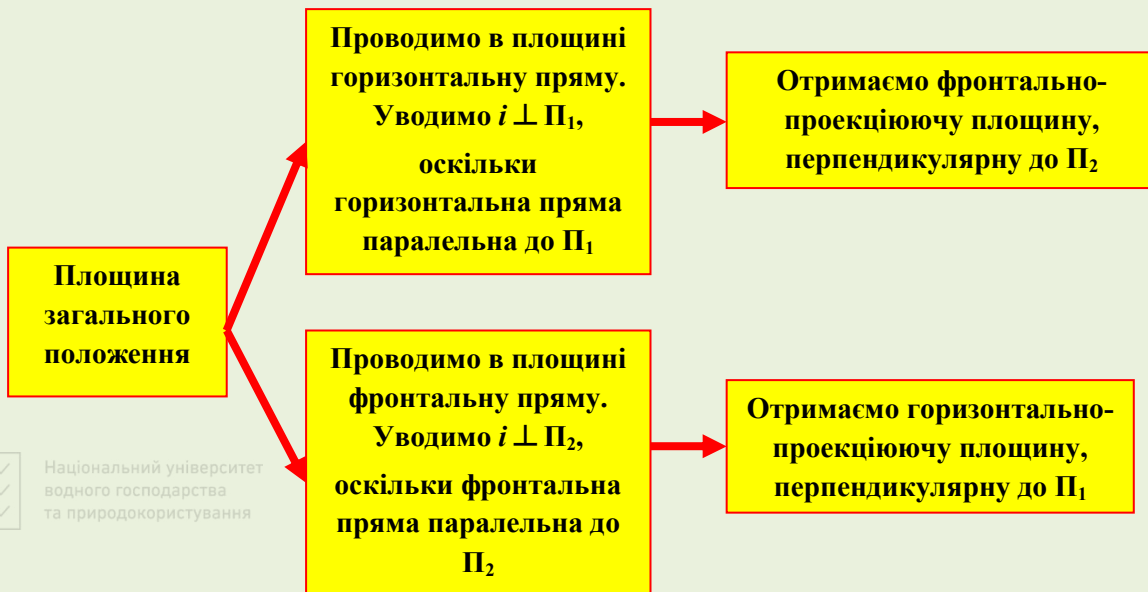 Площина
загального
положення
Проводимо в площині
горизонтальну пряму.
Уводимо i ⊥ П₁,
оскільки
горизонтальна пряма
паралельна до П₁
Отримаємо фронтально-
проекціюючу площину,
перпендикулярну до П₂
Проводимо в площині
фронтальну пряму.
Уводимо i ⊥ П₂,
оскільки фронтальна
пряма паралельна до
П₂
Отримаємо горизонтально-
проекціюючу площину,
перпендикулярну до П₁
Національний університет
водного господарства
та природокористування